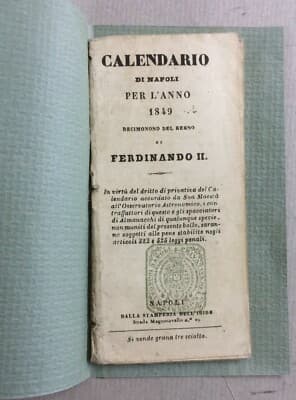 CALENDARIO
DI NAPOLI
PER L'ANNO
1849
DECIMONONO DEL REGNO
DI
FERDINANDO II.
In virtù del dritto di privativa del Ca-
lendario accordato da Sua Maestà
all'Osservatorio Astronomico, i con-
traffattori di questo e gli spacciatori
di Almanacchi di qualunque specie,
non muniti del presente bollo, saran-
no soggetti alle pene stabilite negli
articoli 322 e 325 leggi penali.
NAPOLI
DALLA STAMPERIA DELL'IRIDE
Strada Magnocavallo n.°
Si vende grana tre sciolto.